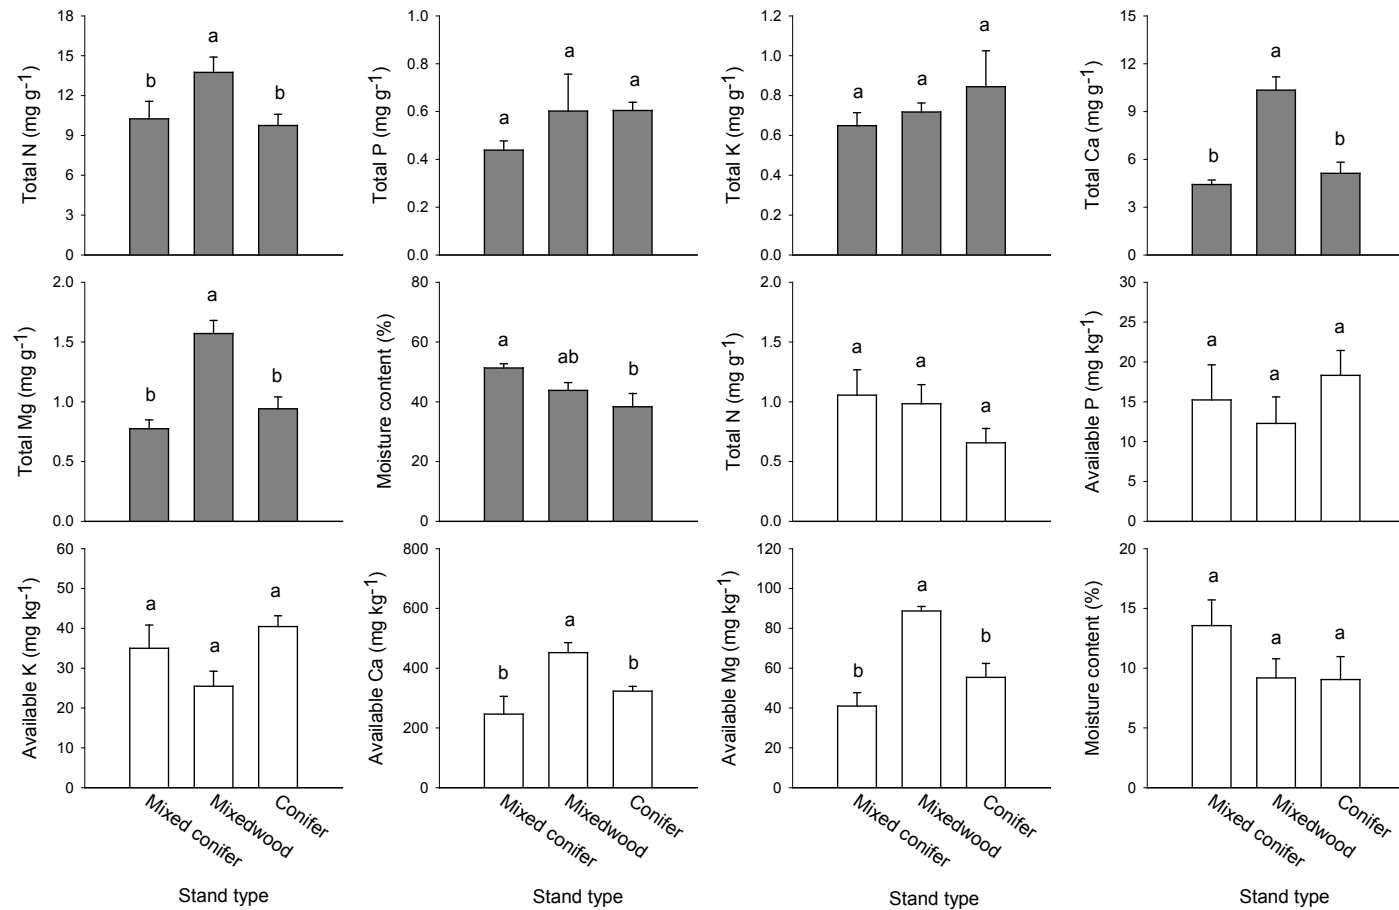 Total N (mg g-1)
18
15
12
9
6
3
0
b
a
b
Total P (mg g-1)
1.0
0.8
0.6
0.4
0.2
0.0
a
a
a
Total K (mg g-1)
1.2
1.0
0.8
0.6
0.4
0.2
0.0
a
a
a
Total Ca (mg g-1)
15
12
9
6
3
0
b
a
b
Total Mg (mg g-1)
2.0
1.5
1.0
0.5
0.0
b
a
b
Moisture content (%)
80
60
40
20
0
a
ab
b
Total N (mg g-1)
2.0
1.5
1.0
0.5
0.0
a
a
a
Available P (mg kg-1)
30
25
20
15
10
5
0
a
a
a
Available K (mg kg-1)
60
50
40
30
20
10
0
a
a
a
Mixed conifer
Mixedwood
Conifer
Stand type
Available Ca (mg kg-1)
800
600
400
200
0
b
a
b
Mixed conifer
Mixedwood
Conifer
Stand type
Available Mg (mg kg-1)
120
100
80
60
40
20
0
b
a
b
Mixed conifer
Mixedwood
Conifer
Stand type
Moisture content (%)
20
15
10
5
0
a
a
a
Mixed conifer
Mixedwood
Conifer
Stand type